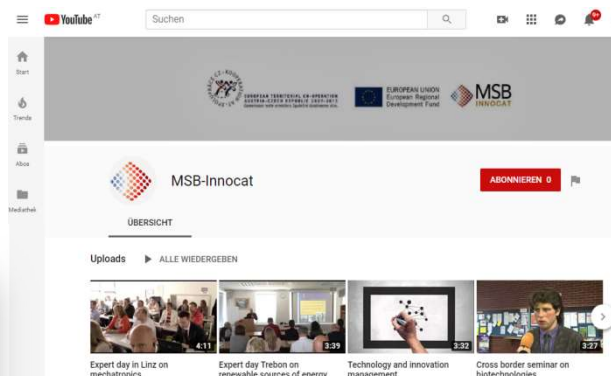 YouTube AT
Suchen
9+
Start
Trends
Abos
Mediathek
EUROPEAN TERRITORIAL CO-OPERATION
AUSTRIA-CZECH REPUBLIC 2007-2013
EUROPEAN UNION
European Regional
Development Fund
MSB
INNOCAT
MSB-Innocat
ABONNIEREN 0
ÜBERSICHT
Uploads
ALLE WIEDERGEBEN
4:11
3:39
3:32
3:27
Expert day in Linz on
mechatronics
Expert day Trebon on
renewable sources of energy
Technology and innovation
management
Cross border seminar on
biotechnologies